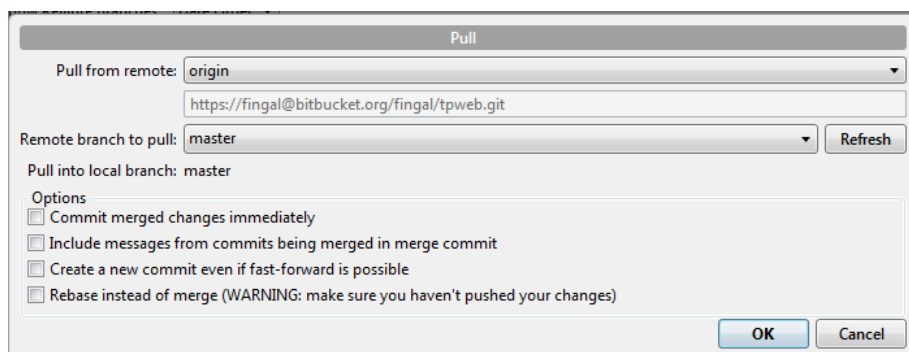 Pull
Pull from remote: origin
https://fingal@bitbucket.org/fingal/tpweb.git
Remote branch to pull: master Refresh
Pull into local branch: master
Options
Commit merged changes immediately
Include messages from commits being merged in merge commit
Create a new commit even if fast-forward is possible
Rebase instead of merge (WARNING: make sure you haven't pushed your changes)
OK Cancel